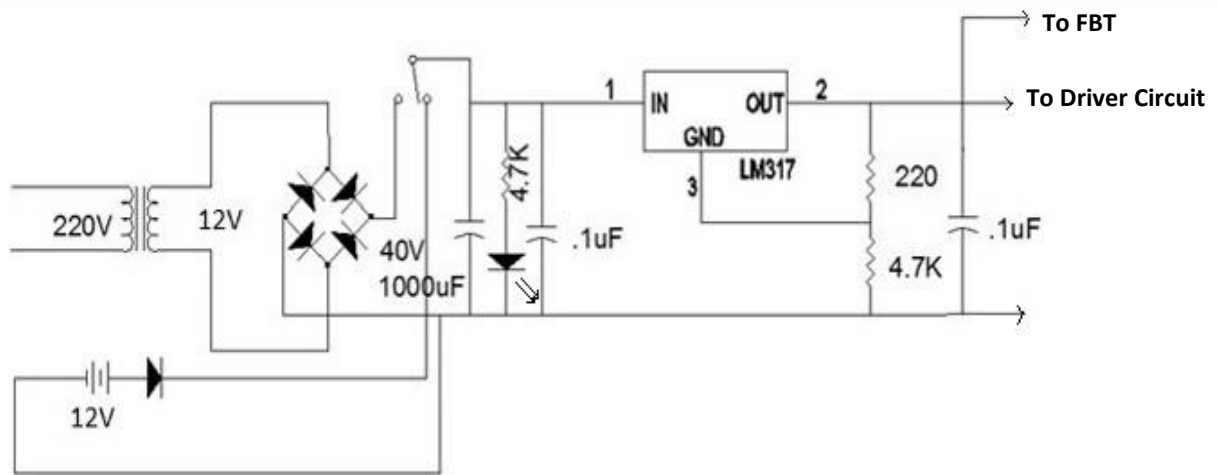 To FBT
1
IN
OUT
2
To Driver Circuit
GND
LM317
3
4.7K
220
220V
12V
40V
1000uF
.1uF
.1uF
4.7K
12V